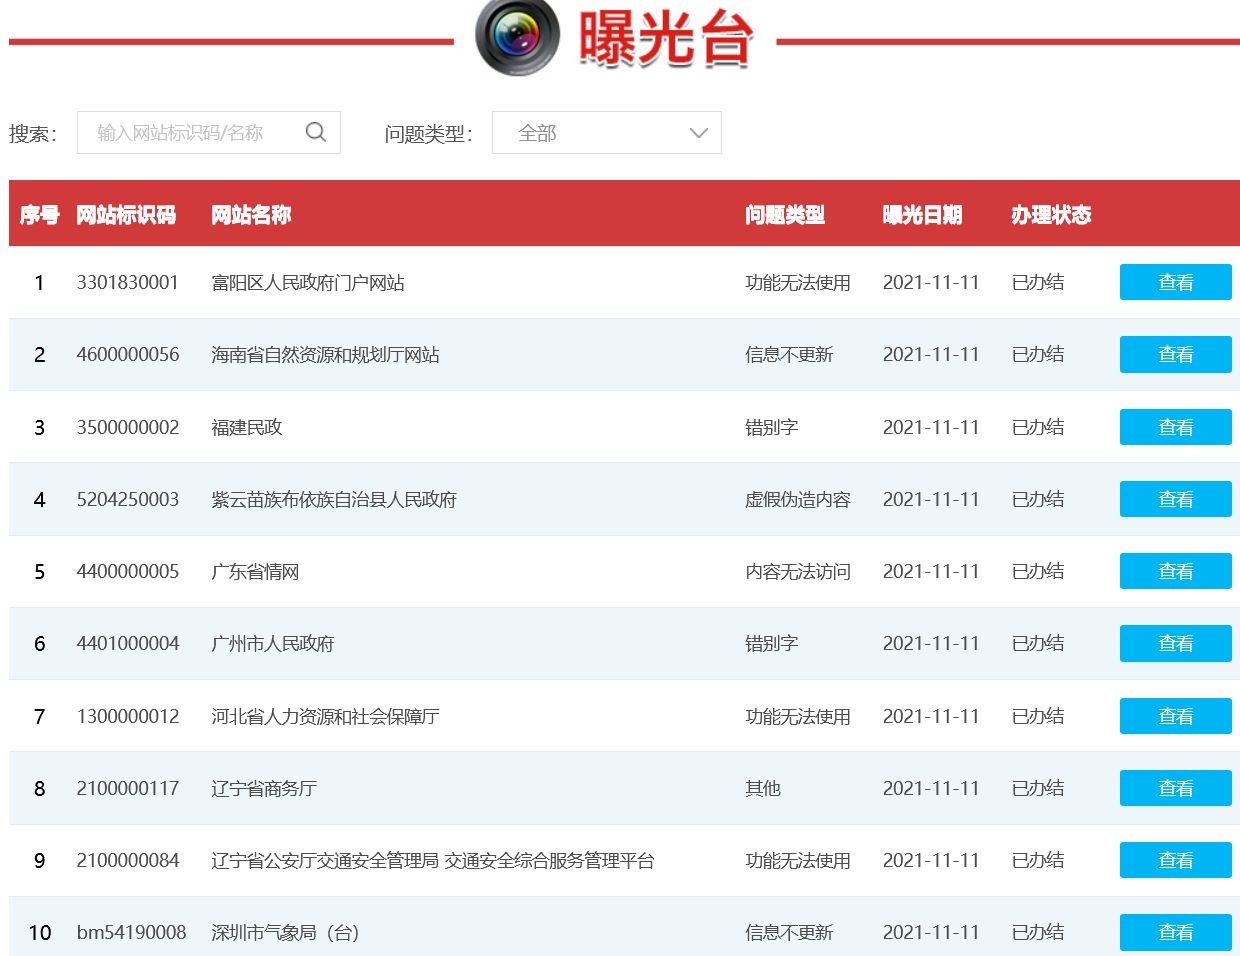 曝光台
搜索： 输入网站标识码/名称 问题类型： 全部
序号 网站标识码 网站名称 问题类型 曝光日期 办理状态
1 3301830001 富阳区人民政府门户网站 功能无法使用 2021-11-11 已办结 查看
2 4600000056 海南省自然资源和规划厅网站 信息不更新 2021-11-11 已办结 查看
3 3500000002 福建民政 错别字 2021-11-11 已办结 查看
4 5204250003 紫云苗族布依族自治县人民政府 虚假伪造内容 2021-11-11 已办结 查看
5 4400000005 广东省情网 内容无法访问 2021-11-11 已办结 查看
6 4401000004 广州市人民政府 错别字 2021-11-11 已办结 查看
7 1300000012 河北省人力资源和社会保障厅 功能无法使用 2021-11-11 已办结 查看
8 2100000117 辽宁省商务厅 其他 2021-11-11 已办结 查看
9 2100000084 辽宁省公安厅交通安全管理局 交通安全综合服务管理平台 功能无法使用 2021-11-11 已办结 查看
10 bm54190008 深圳市气象局（台） 信息不更新 2021-11-11 已办结 查看